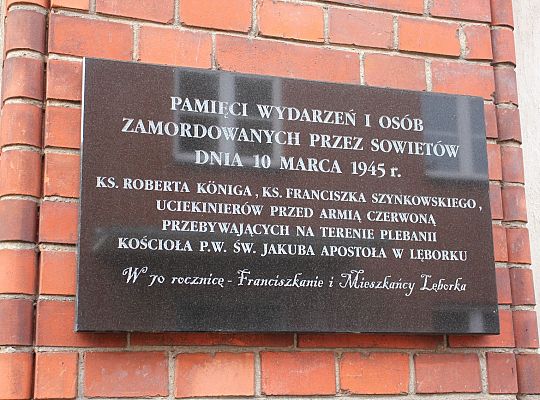 PAMIĘCI WYDARZEŃ I OSÓB
ZAMORDOWANYCH PRZEZ SOWIETÓW
DNIA 10 MARCA 1945 r.
KS. ROBERTA KÖNIGA, KS. FRANCISZKA SZYNKOWSKIEGO,
UCIEKINIERÓW PRZED ARMIĄ CZERWONĄ
PRZEBYWAJĄCYCH NA TERENIE PLEBANII
KOŚCIOŁA P.W. ŚW. JAKUBA APOSTOŁA W LĘBORKU
W 70 rocznicę - Franciszkanie i Mieszkańcy Lęborka